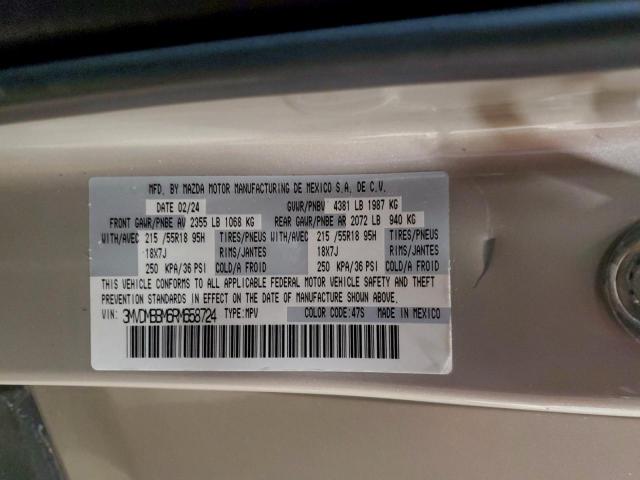 MFD. BY MAZDA MOTOR MANUFACTURING DE MEXICO S.A. DE C.V.
DATE 02/24 GVWR/PNBV 4381 LB 1987 KG
FRONT GAWR/PNBE AV 2355 LB 1068 KG REAR GAWR/PNBE AR 2072 LB 940 KG
WITH/AVEC 215 /55R18 95H TIRES/PNEUS WITH/AVEC 215 /55R18 95H TIRES/PNEUS
18X7J RIMS/JANTES 18X7J RIMS/JANTES
250 KPA/36 PSI COLD/A FROID 250 KPA/36 PSI COLD/A FROID
THIS VEHICLE CONFORMS TO ALL APPLICABLE FEDERAL MOTOR VEHICLE SAFETY AND THEFT
PREVENTION STANDARDS IN EFFECT ON THE DATE OF MANUFACTURE SHOWN ABOVE.
VIN: 3MVDMBBM6RM658724 TYPE:MPV COLOR CODE:47S MADE IN MEXICO